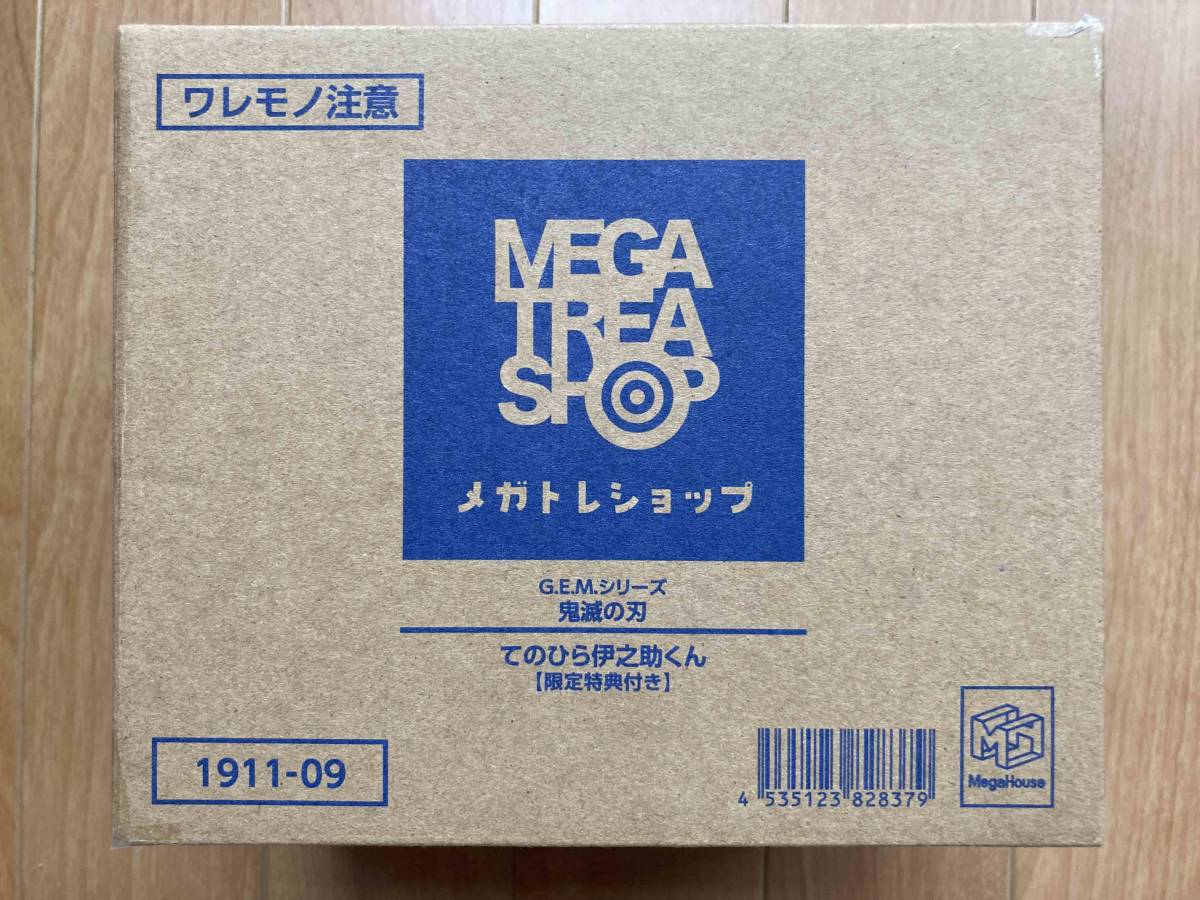 ワレモノ注意
MEGA
TREA
SHOP
メガトレショップ
G.E.M.シリーズ
鬼滅の刃
てのひら伊之助くん
【限定特典付き】
1911-09
4 535123 828379
MegaHouse